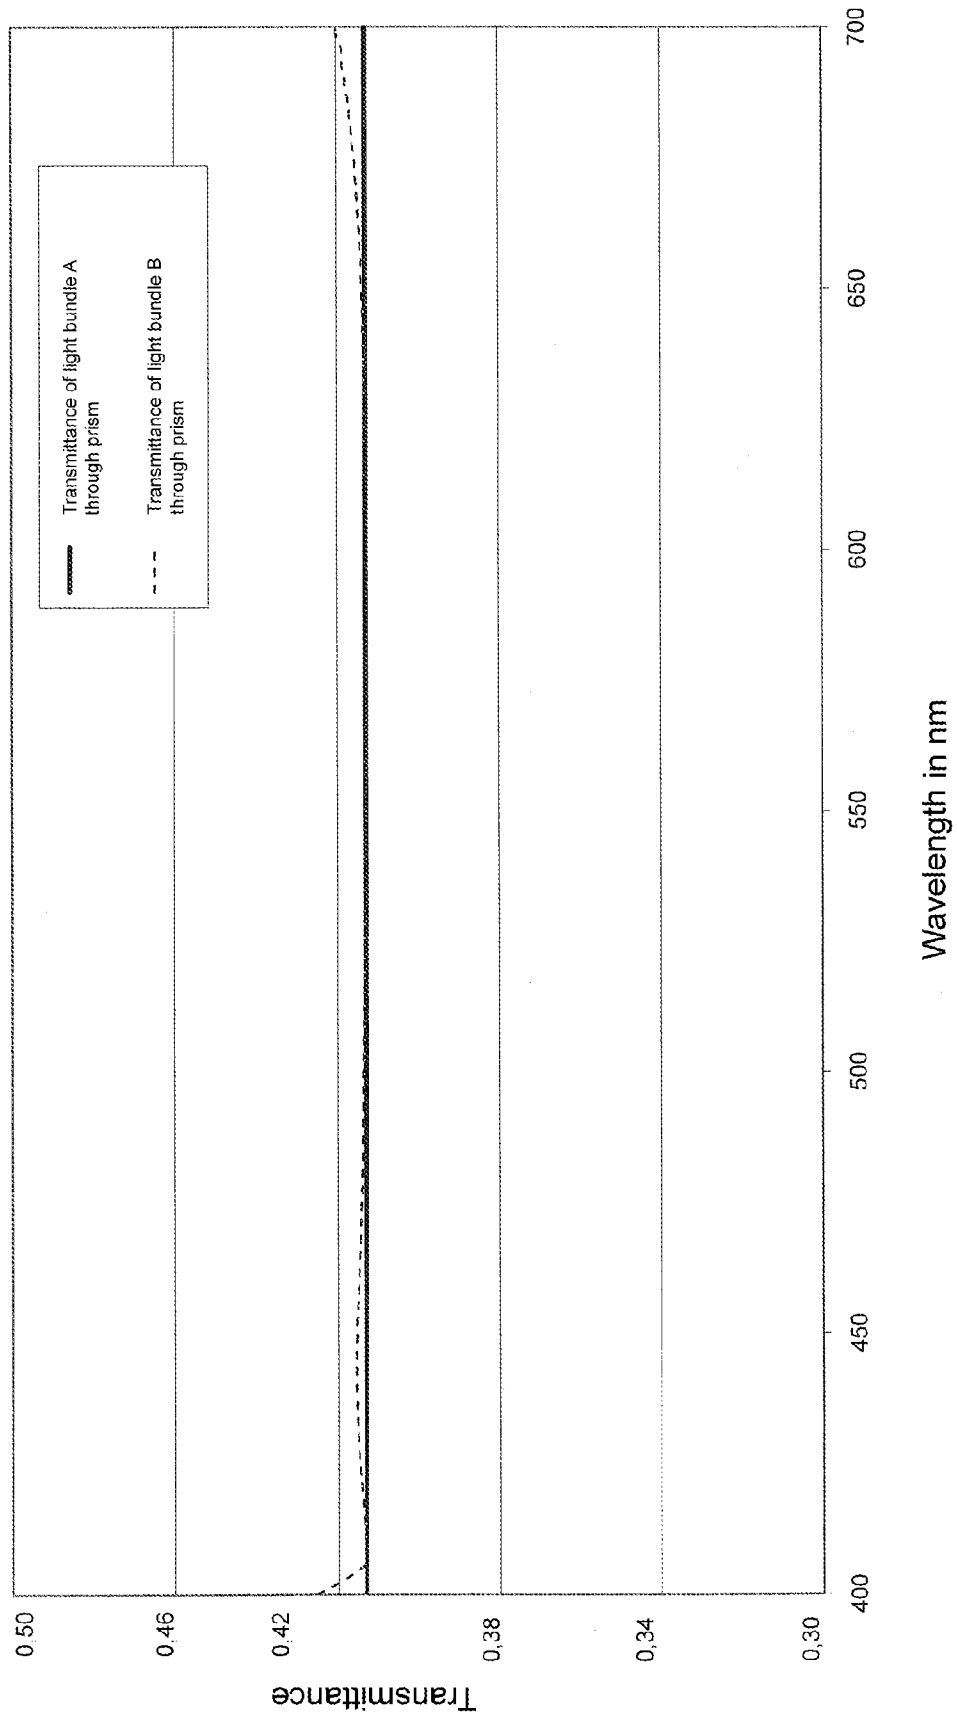 Transmittance
0.50
0.46
0.42
0,38
0,34
0,30
Transmittance of light bundle A
through prism
Transmittance of light bundle B
through prism
400
450
500
550
600
650
700
Wavelength in nm